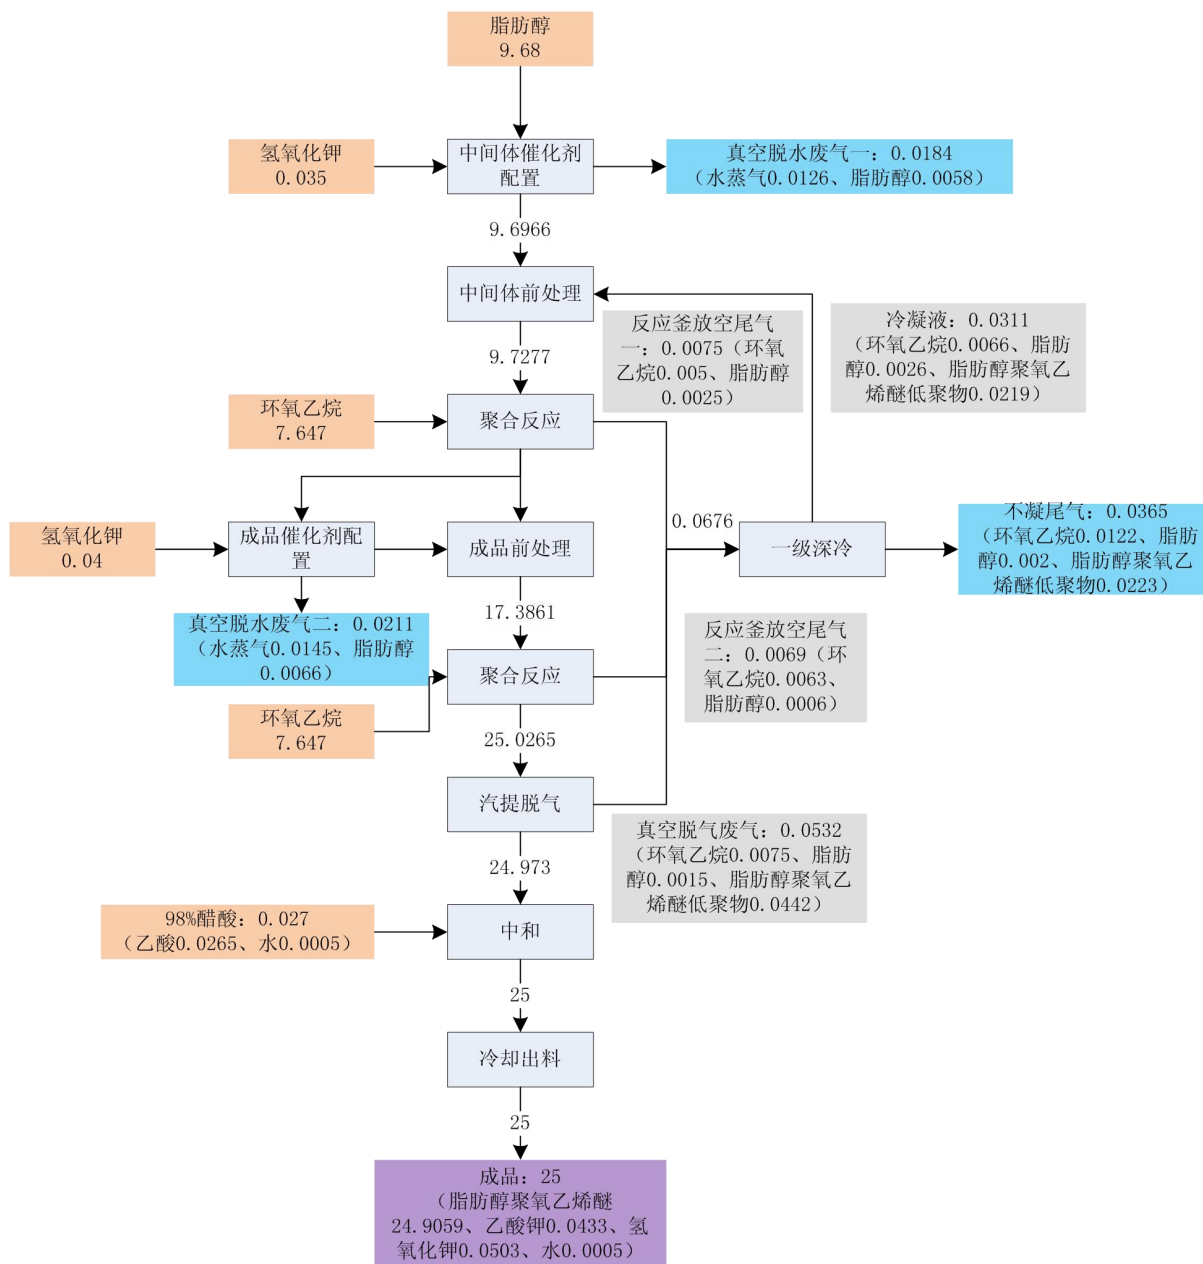 脂肪醇
9.68
氢氧化钾
0.035
中间体催化剂
配置
真空脱水废气一：0.0184
（水蒸气0.0126、脂肪醇0.0058）
9.6966
中间体前处理
反应釜放空尾气
一：0.0075（环氧
乙烷0.005、脂肪醇
0.0025）
冷凝液：0.0311
（环氧乙烷0.0066、脂肪
醇0.0026、脂肪醇聚氧乙
烯醚低聚物0.0219）
9.7277
环氧乙烷
7.647
聚合反应
氢氧化钾
0.04
成品催化剂配
置
成品前处理
0.0676
一级深冷
不凝尾气：0.0365
（环氧乙烷0.0122、脂肪
醇0.002、脂肪醇聚氧乙
烯醚低聚物0.0223）
17.3861
真空脱水废气二：0.0211
（水蒸气0.0145、脂肪醇
0.0066）
聚合反应
反应釜放空尾气
二：0.0069（环
氧乙烷0.0063、
脂肪醇0.0006）
环氧乙烷
7.647
25.0265
汽提脱气
真空脱气废气：0.0532
（环氧乙烷0.0075、脂肪
醇0.0015、脂肪醇聚氧乙
烯醚低聚物0.0442）
24.973
98%醋酸：0.027
（乙酸0.0265、水0.0005）
中和
25
冷却出料
25
成品：25
（脂肪醇聚氧乙烯醚
24.9059、乙酸钾0.0433、氢
氧化钾0.0503、水0.0005）